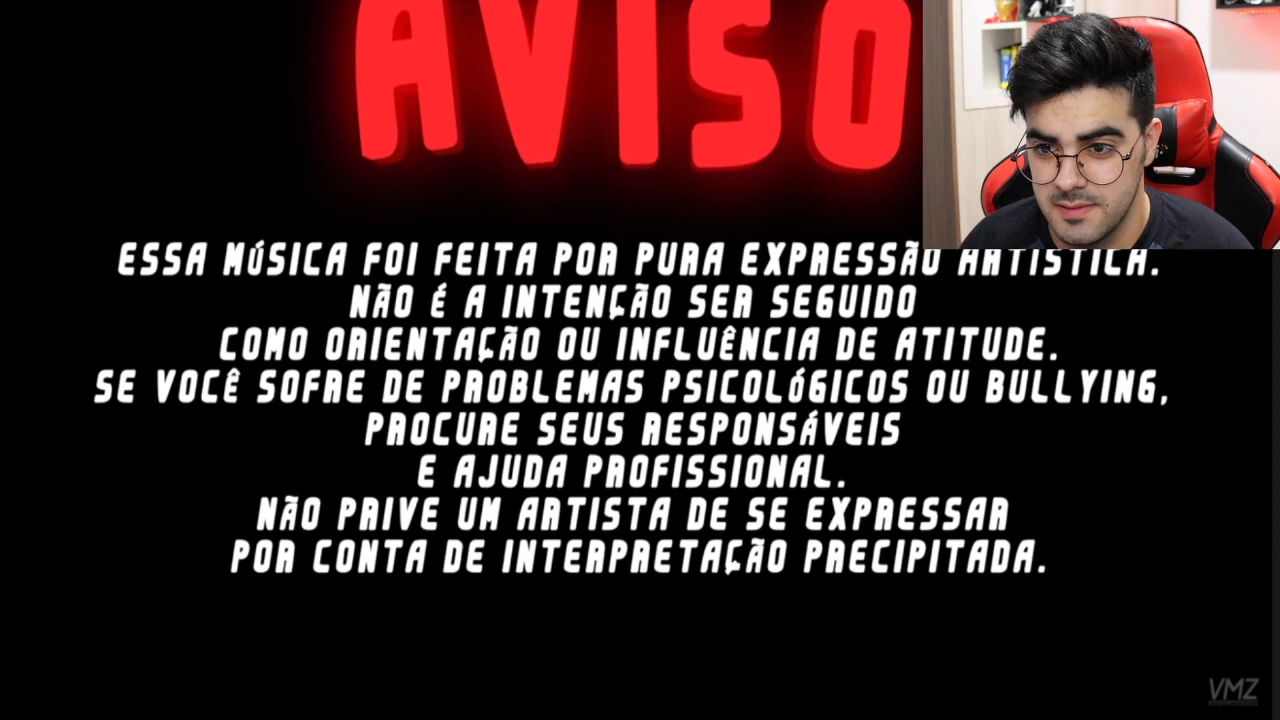 AVISO
ESSA MÚSICA FOI FEITA POR PURA EXPRESSÃO ARTÍSTICA.
NÃO É A INTENÇÃO SER SEGUIDO
COMO ORIENTAÇÃO OU INFLUÊNCIA DE ATITUDE.
SE VOCÊ SOFRE DE PROBLEMAS PSICOLÓGICOS OU BULLYING,
PROCURE SEUS RESPONSÁVEIS
E AJUDA PROFISSIONAL.
NÃO PRIVE UM ARTISTA DE SE EXPRESSAR
POR CONTA DE INTERPRETAÇÃO PRECIPITADA.
VMZ